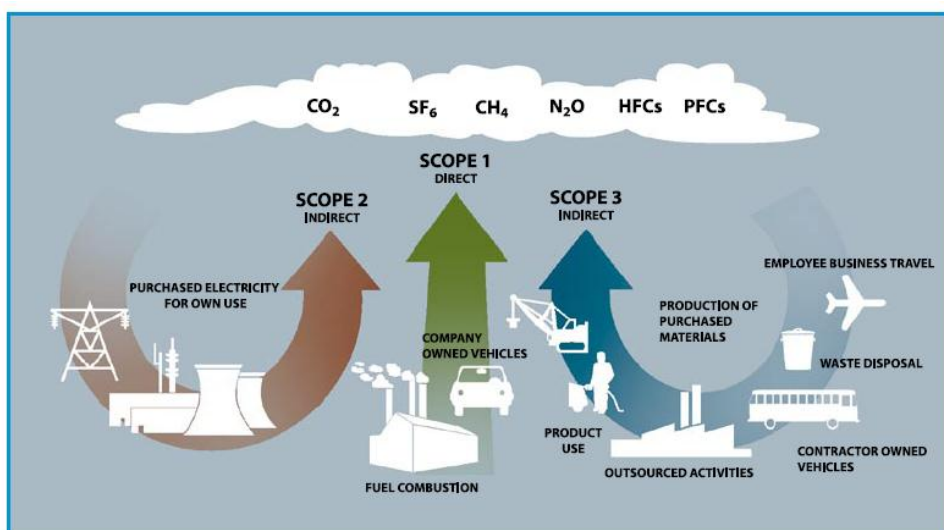 CO₂ SF₆ CH₄ N₂O HFCs PFCs
SCOPE 1
DIRECT
SCOPE 2
INDIRECT
SCOPE 3
INDIRECT
PURCHASED ELECTRICITY
FOR OWN USE
COMPANY
OWNED VEHICLES
FUEL COMBUSTION
EMPLOYEE BUSINESS TRAVEL
PRODUCTION OF
PURCHASED
MATERIALS
WASTE DISPOSAL
PRODUCT
USE
OUTSOURCED ACTIVITIES
CONTRACTOR OWNED
VEHICLES